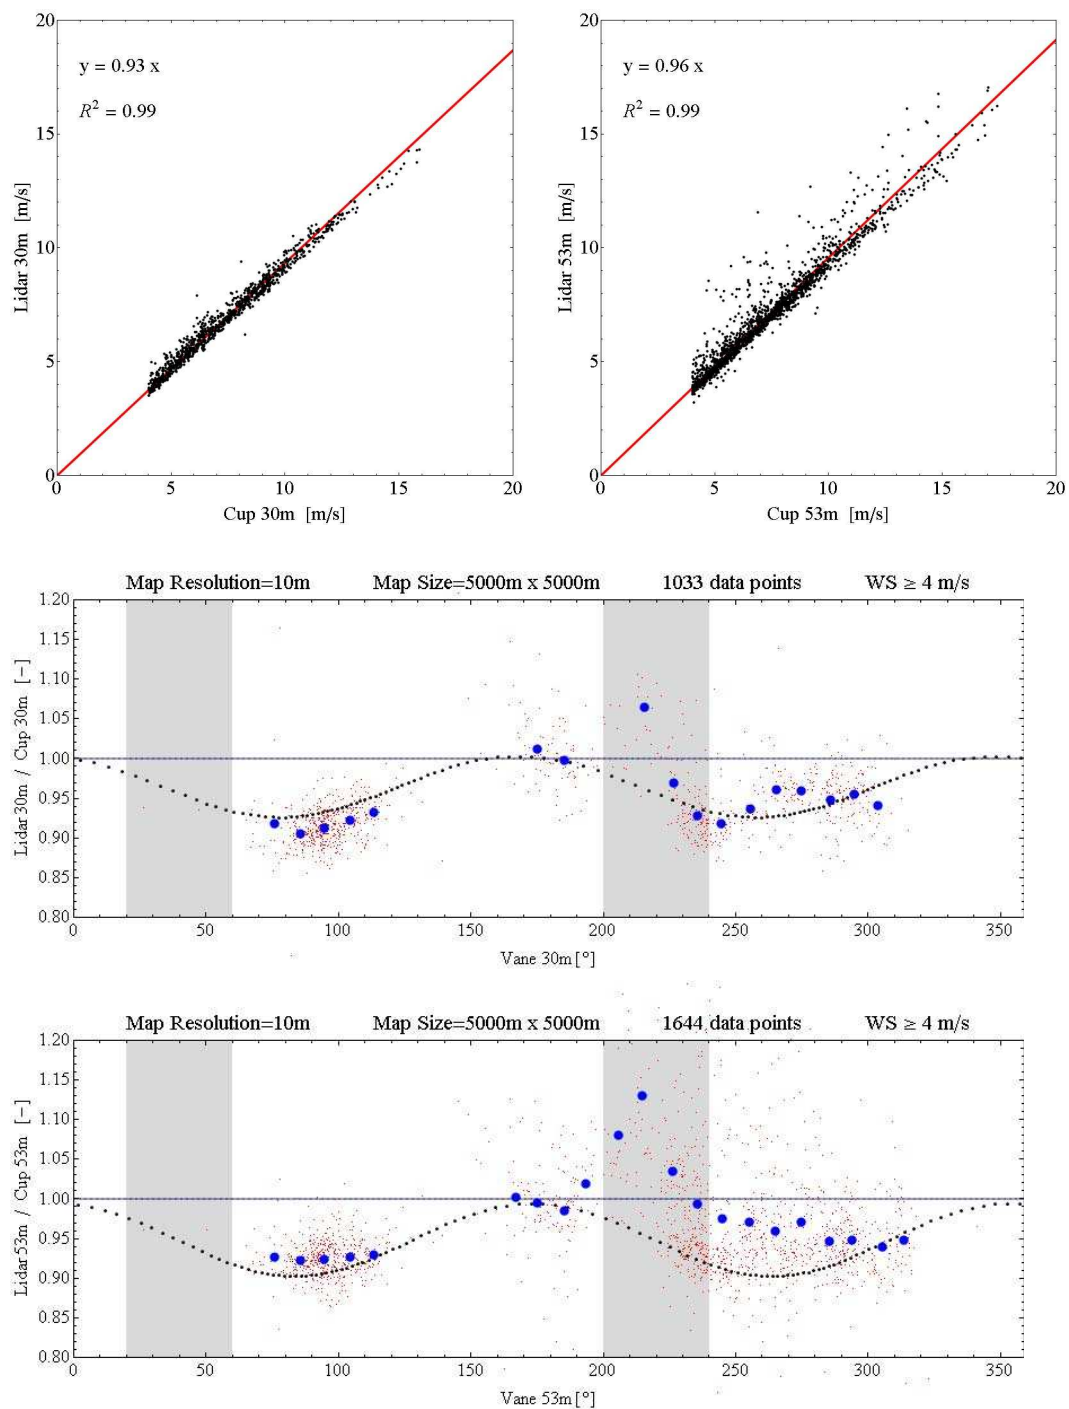 20
15
10
5
0
y = 0.93 x
R² = 0.99
Lidar 30m [m/s]
0 5 10 15 20
Cup 30m [m/s]
20
15
10
5
0
y = 0.96 x
R² = 0.99
Lidar 53m [m/s]
0 5 10 15 20
Cup 53m [m/s]
Map Resolution=10m Map Size=5000m x 5000m 1033 data points WS ≥ 4 m/s
1.20
1.15
1.10
1.05
1.00
0.95
0.90
0.85
0.80
Lidar 30m / Cup 30m [−]
0 50 100 150 200 250 300 350
Vane 30m [°]
Map Resolution=10m Map Size=5000m x 5000m 1644 data points WS ≥ 4 m/s
1.20
1.15
1.10
1.05
1.00
0.95
0.90
0.85
0.80
Lidar 53m / Cup 53m [−]
0 50 100 150 200 250 300 350
Vane 53m [°]